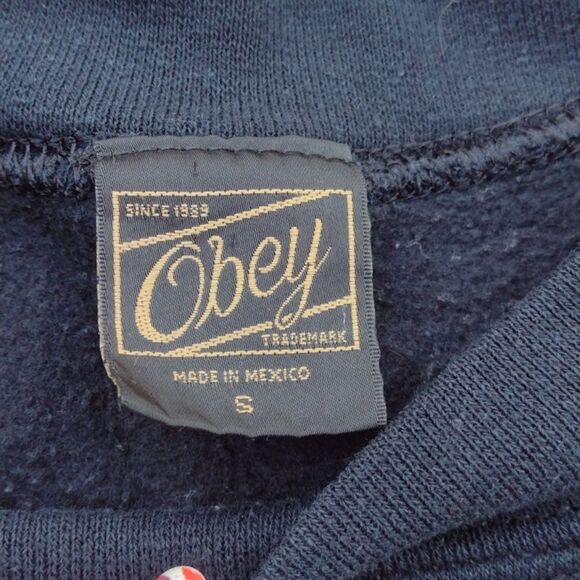 SINCE 1989
Obey
TRADEMARK
MADE IN MEXICO
S